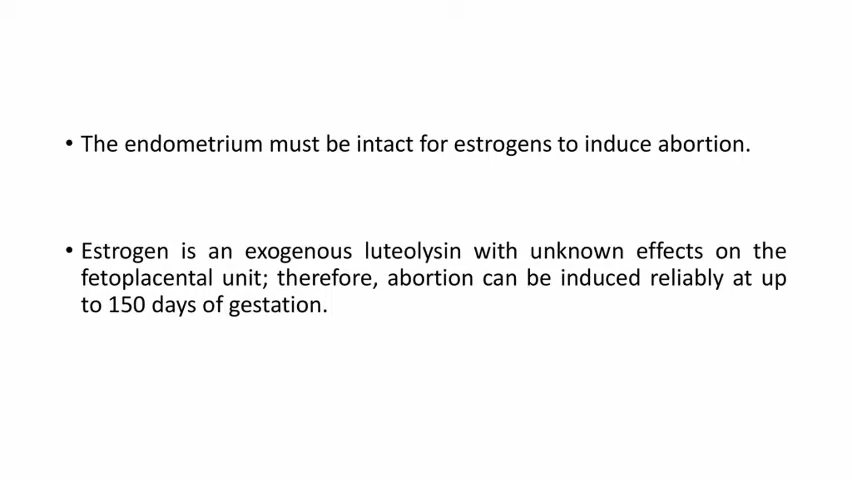 • The endometrium must be intact for estrogens to induce abortion.
• Estrogen is an exogenous luteolysin with unknown effects on the
fetoplacental unit; therefore, abortion can be induced reliably at up
to 150 days of gestation.